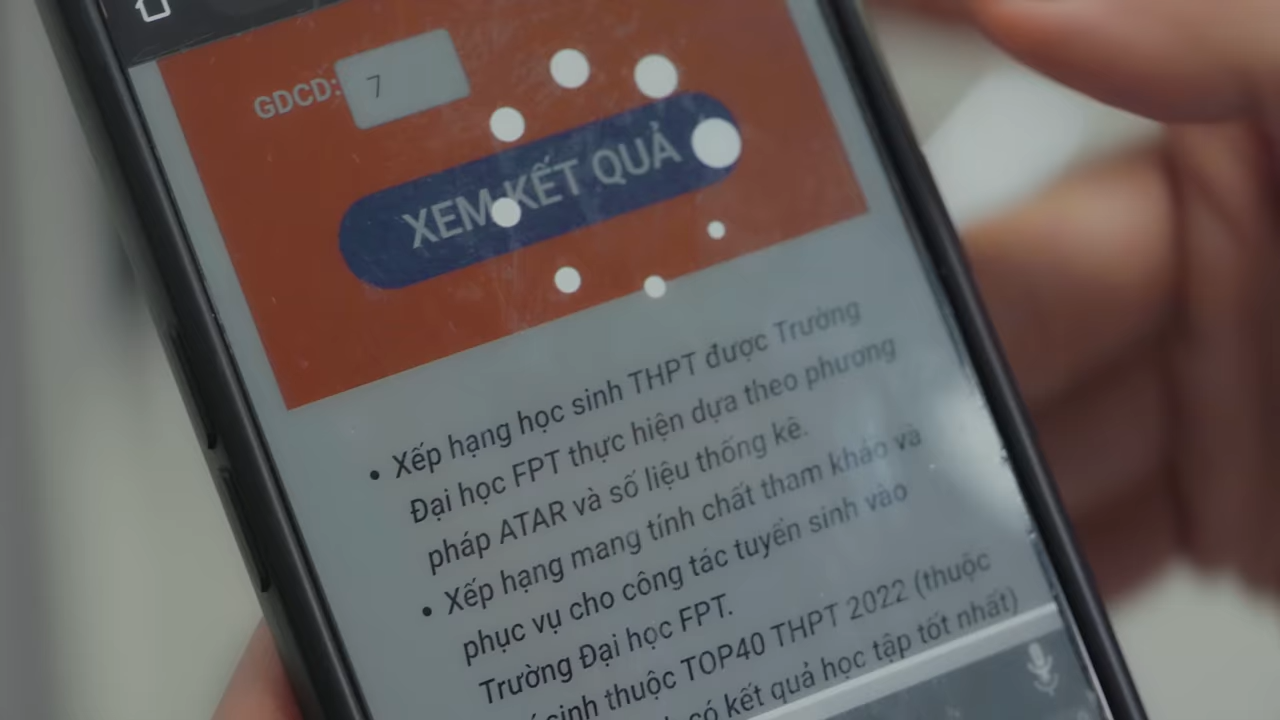 GDCD: 7
XEM KẾT QUẢ
• Xếp hạng học sinh THPT được Trường
Đại học FPT thực hiện dựa theo phương
pháp ATAR và số liệu thống kê.
• Xếp hạng mang tính chất tham khảo và
phục vụ cho công tác tuyển sinh vào
Trường Đại học FPT.
sinh thuộc TOP40 THPT 2022 (thuộc
có kết quả học tập tốt nhất)